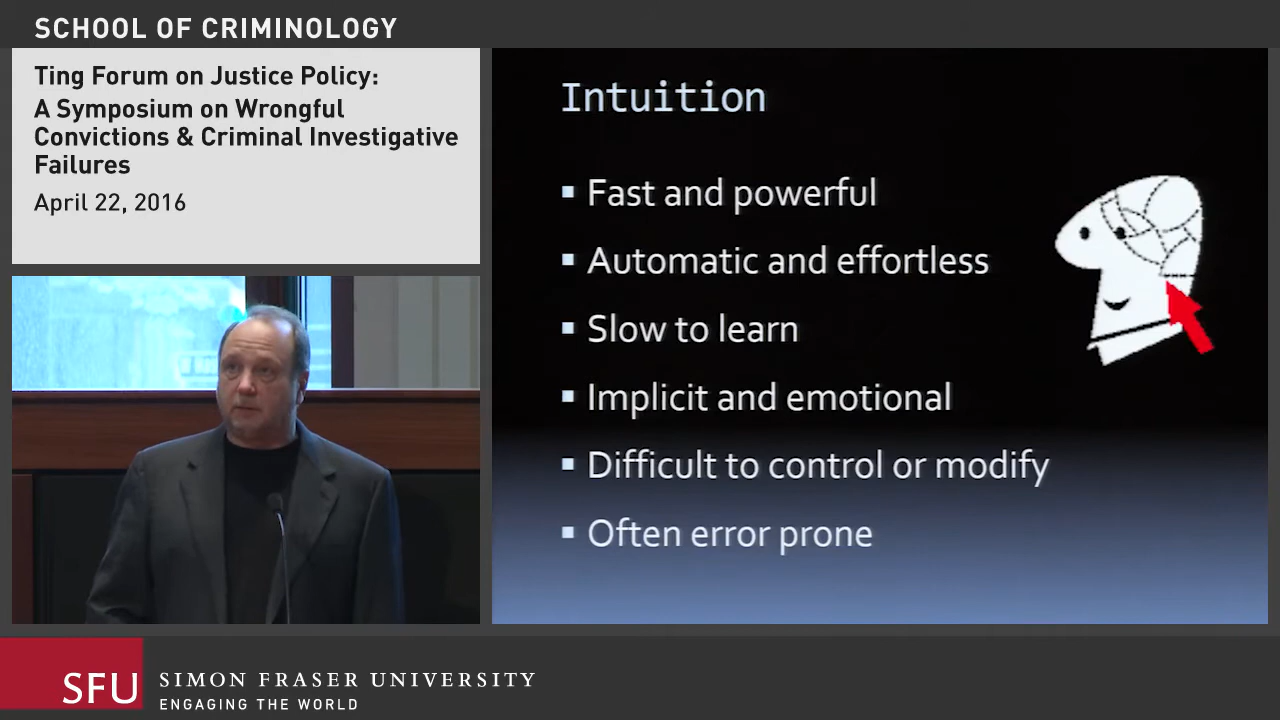 SCHOOL OF CRIMINOLOGY
Ting Forum on Justice Policy:
A Symposium on Wrongful
Convictions & Criminal Investigative
Failures
April 22, 2016
Intuition
Fast and powerful
Automatic and effortless
Slow to learn
Implicit and emotional
Difficult to control or modify
Often error prone
SFU
SIMON FRASER UNIVERSITY
ENGAGING THE WORLD